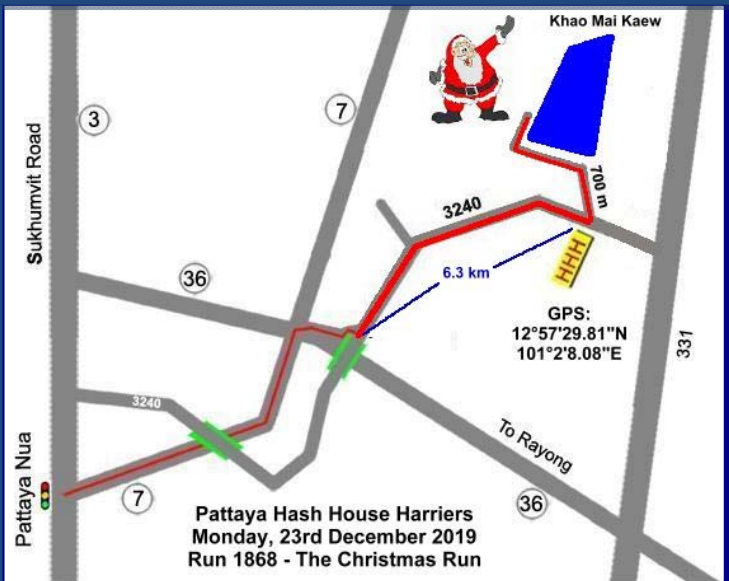 Khao Mai Kaew
3
7
Sukhumvit Road
700 m
3240
36
6.3 km
HHH
GPS:
12°57'29.81"N
101°2'8.08"E
331
3240
To Rayong
Pattaya Nua
7
36
Pattaya Hash House Harriers
Monday, 23rd December 2019
Run 1868 - The Christmas Run